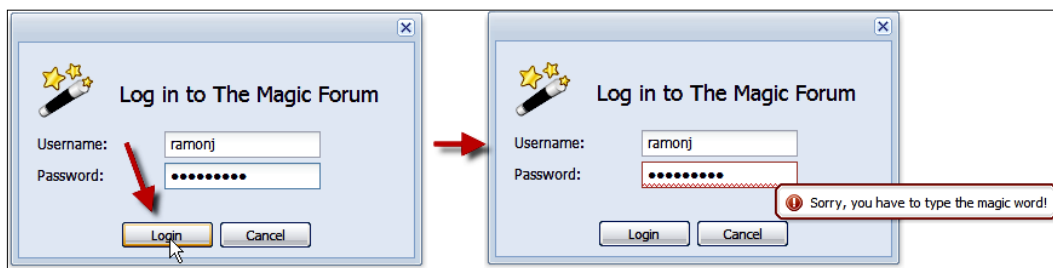 Log in to The Magic Forum
Username: ramonj
Password: •••••••••
Login Cancel
Log in to The Magic Forum
Username: ramonj
Password: •••••••••
Sorry, you have to type the magic word!
Login Cancel